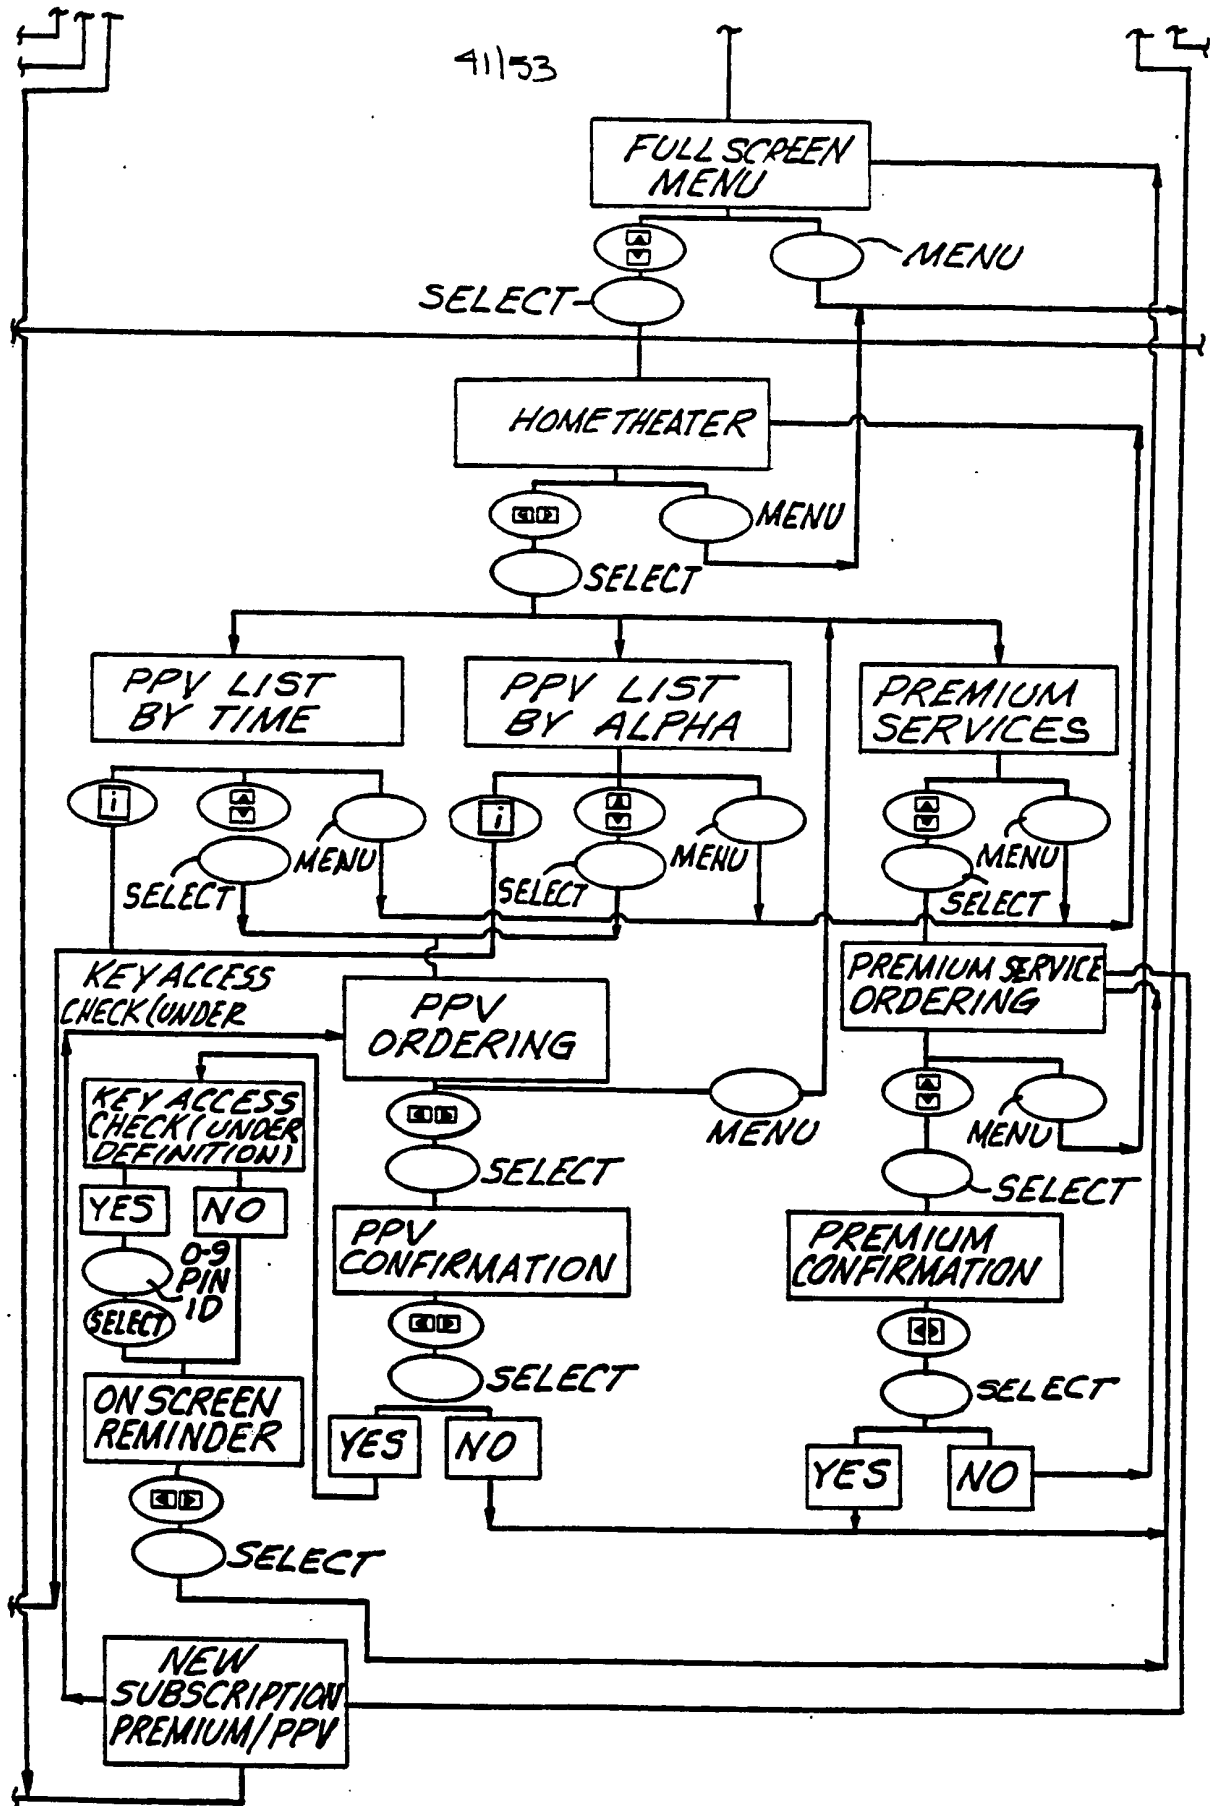 41/53
FULL SCREEN
MENU
MENU
SELECT
HOME THEATER
MENU
SELECT
PPV LIST
BY TIME
PPV LIST
BY ALPHA
PREMIUM
SERVICES
i
i
MENU
MENU
MENU
SELECT
SELECT
SELECT
KEY ACCESS
CHECK (UNDER
PPV
ORDERING
PREMIUM SERVICE
ORDERING
KEY ACCESS
CHECK (UNDER
DEFINITION)
MENU
MENU
SELECT
SELECT
YES
NO
0-9
PIN
ID
SELECT
PPV
CONFIRMATION
PREMIUM
CONFIRMATION
SELECT
SELECT
ON SCREEN
REMINDER
YES
NO
YES
NO
SELECT
NEW
SUBSCRIPTION
PREMIUM/PPV